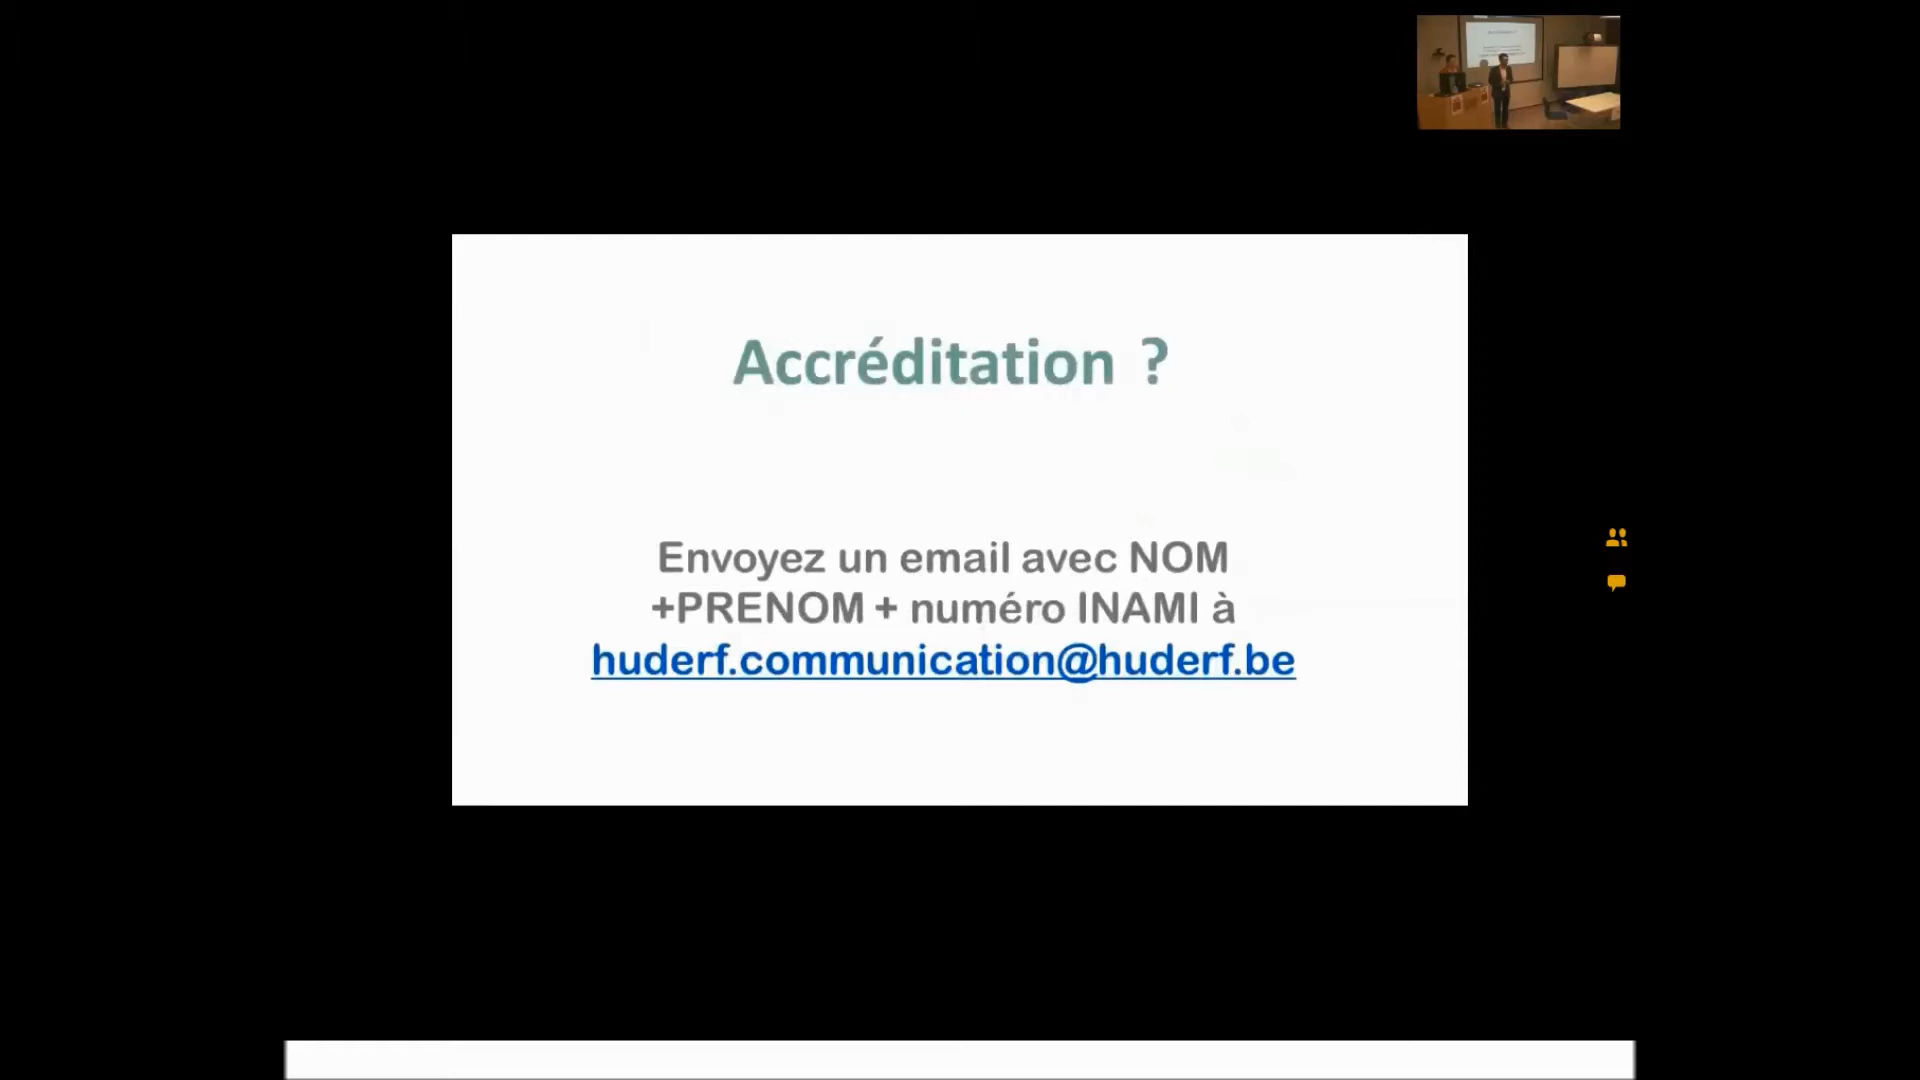 Accréditation ?
Envoyez un email avec NOM
+PRENOM + numéro INAMI à
huderf.communication@huderf.be